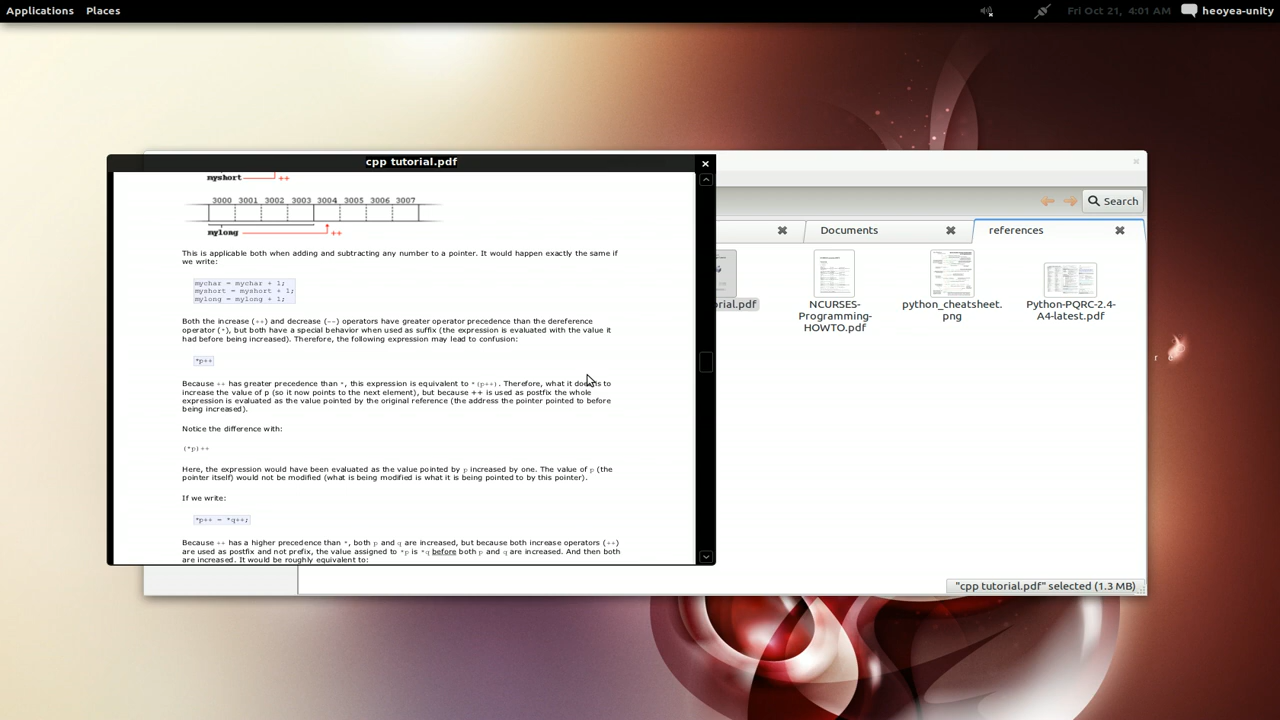 Applications Places Fri Oct 21, 4:01 AM heoyea-unity
cpp tutorial.pdf
myshort ++
3000 3001 3002 3003 3004 3005 3006 3007
mylong ++
This is applicable both when adding and subtracting any number to a pointer. It would happen exactly the same if
we write:
mychar = mychar + 1;
myshort = myshort + 1;
mylong = mylong + 1;
Both the increase (++) and decrease (--) operators have greater operator precedence than the dereference
operator (*), but both have a special behavior when used as suffix (the expression is evaluated with the value it
had before being increased). Therefore, the following expression may lead to confusion:
*p++
Because ++ has greater precedence than *, this expression is equivalent to *(p++). Therefore, what it does is to
increase the value of p (so it now points to the next element), but because ++ is used as postfix the whole
expression is evaluated as the value pointed by the original reference (the address the pointer pointed to before
being increased).
Notice the difference with:
(*p)++
Here, the expression would have been evaluated as the value pointed by p increased by one. The value of p (the
pointer itself) would not be modified (what is being modified is what it is being pointed to by this pointer).
If we write:
*p++ = *q++;
Because ++ has a higher precedence than *, both p and q are increased, but because both increase operators (++)
are used as postfix and not prefix, the value assigned to *p is *q before both p and q are increased. And then both
are increased. It would be roughly equivalent to:
Search
Documents references
orial.pdf
NCURSES-
Programming-
HOWTO.pdf
python_cheatsheet.
png
Python-PQRC-2.4-
A4-latest.pdf
"cpp tutorial.pdf" selected (1.3 MB)